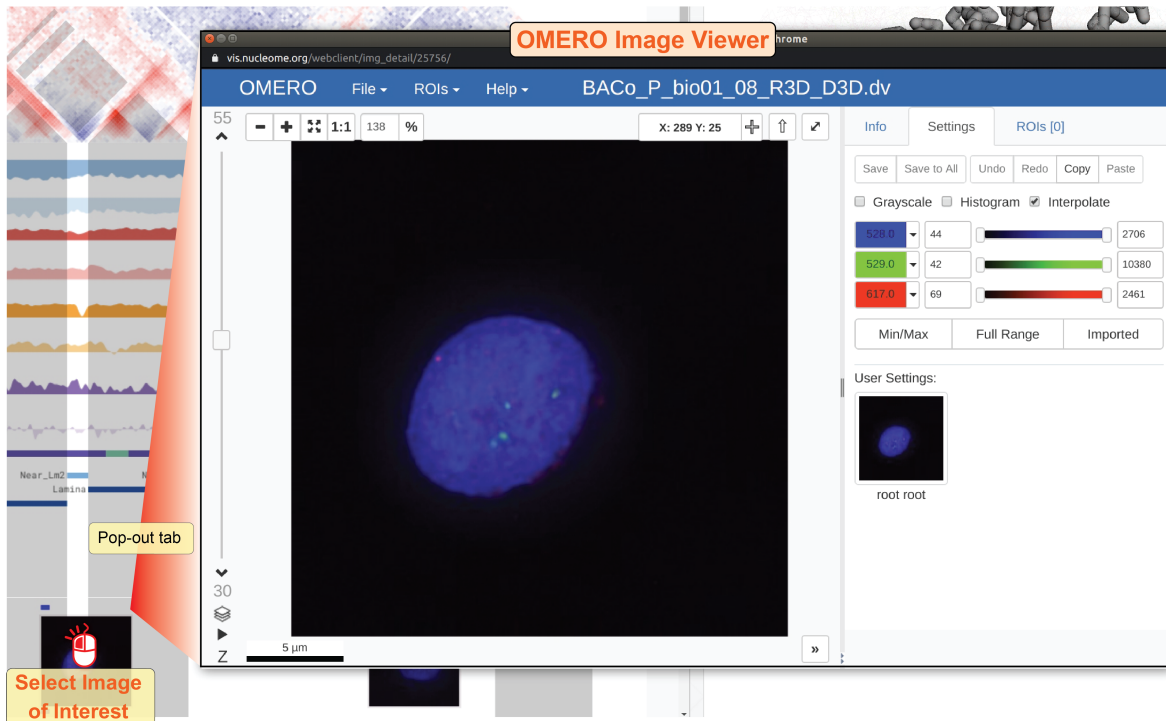 OMERO Image Viewer
hrome
vis.nucleome.org/webclient/img_detail/25756/
OMERO File ROIs Help BACo_P_bio01_08_R3D_D3D.dv
55
1:1 138 %
X: 289 Y: 25
Info Settings ROIs [0]
Save Save to All Undo Redo Copy Paste
Grayscale Histogram Interpolate
528.0 44 2706
529.0 42 10380
617.0 69 2461
Min/Max Full Range Imported
User Settings:
root root
Near_Lm2 N
Lamina
Pop-out tab
30
Z
5 µm
»
Select Image
of Interest